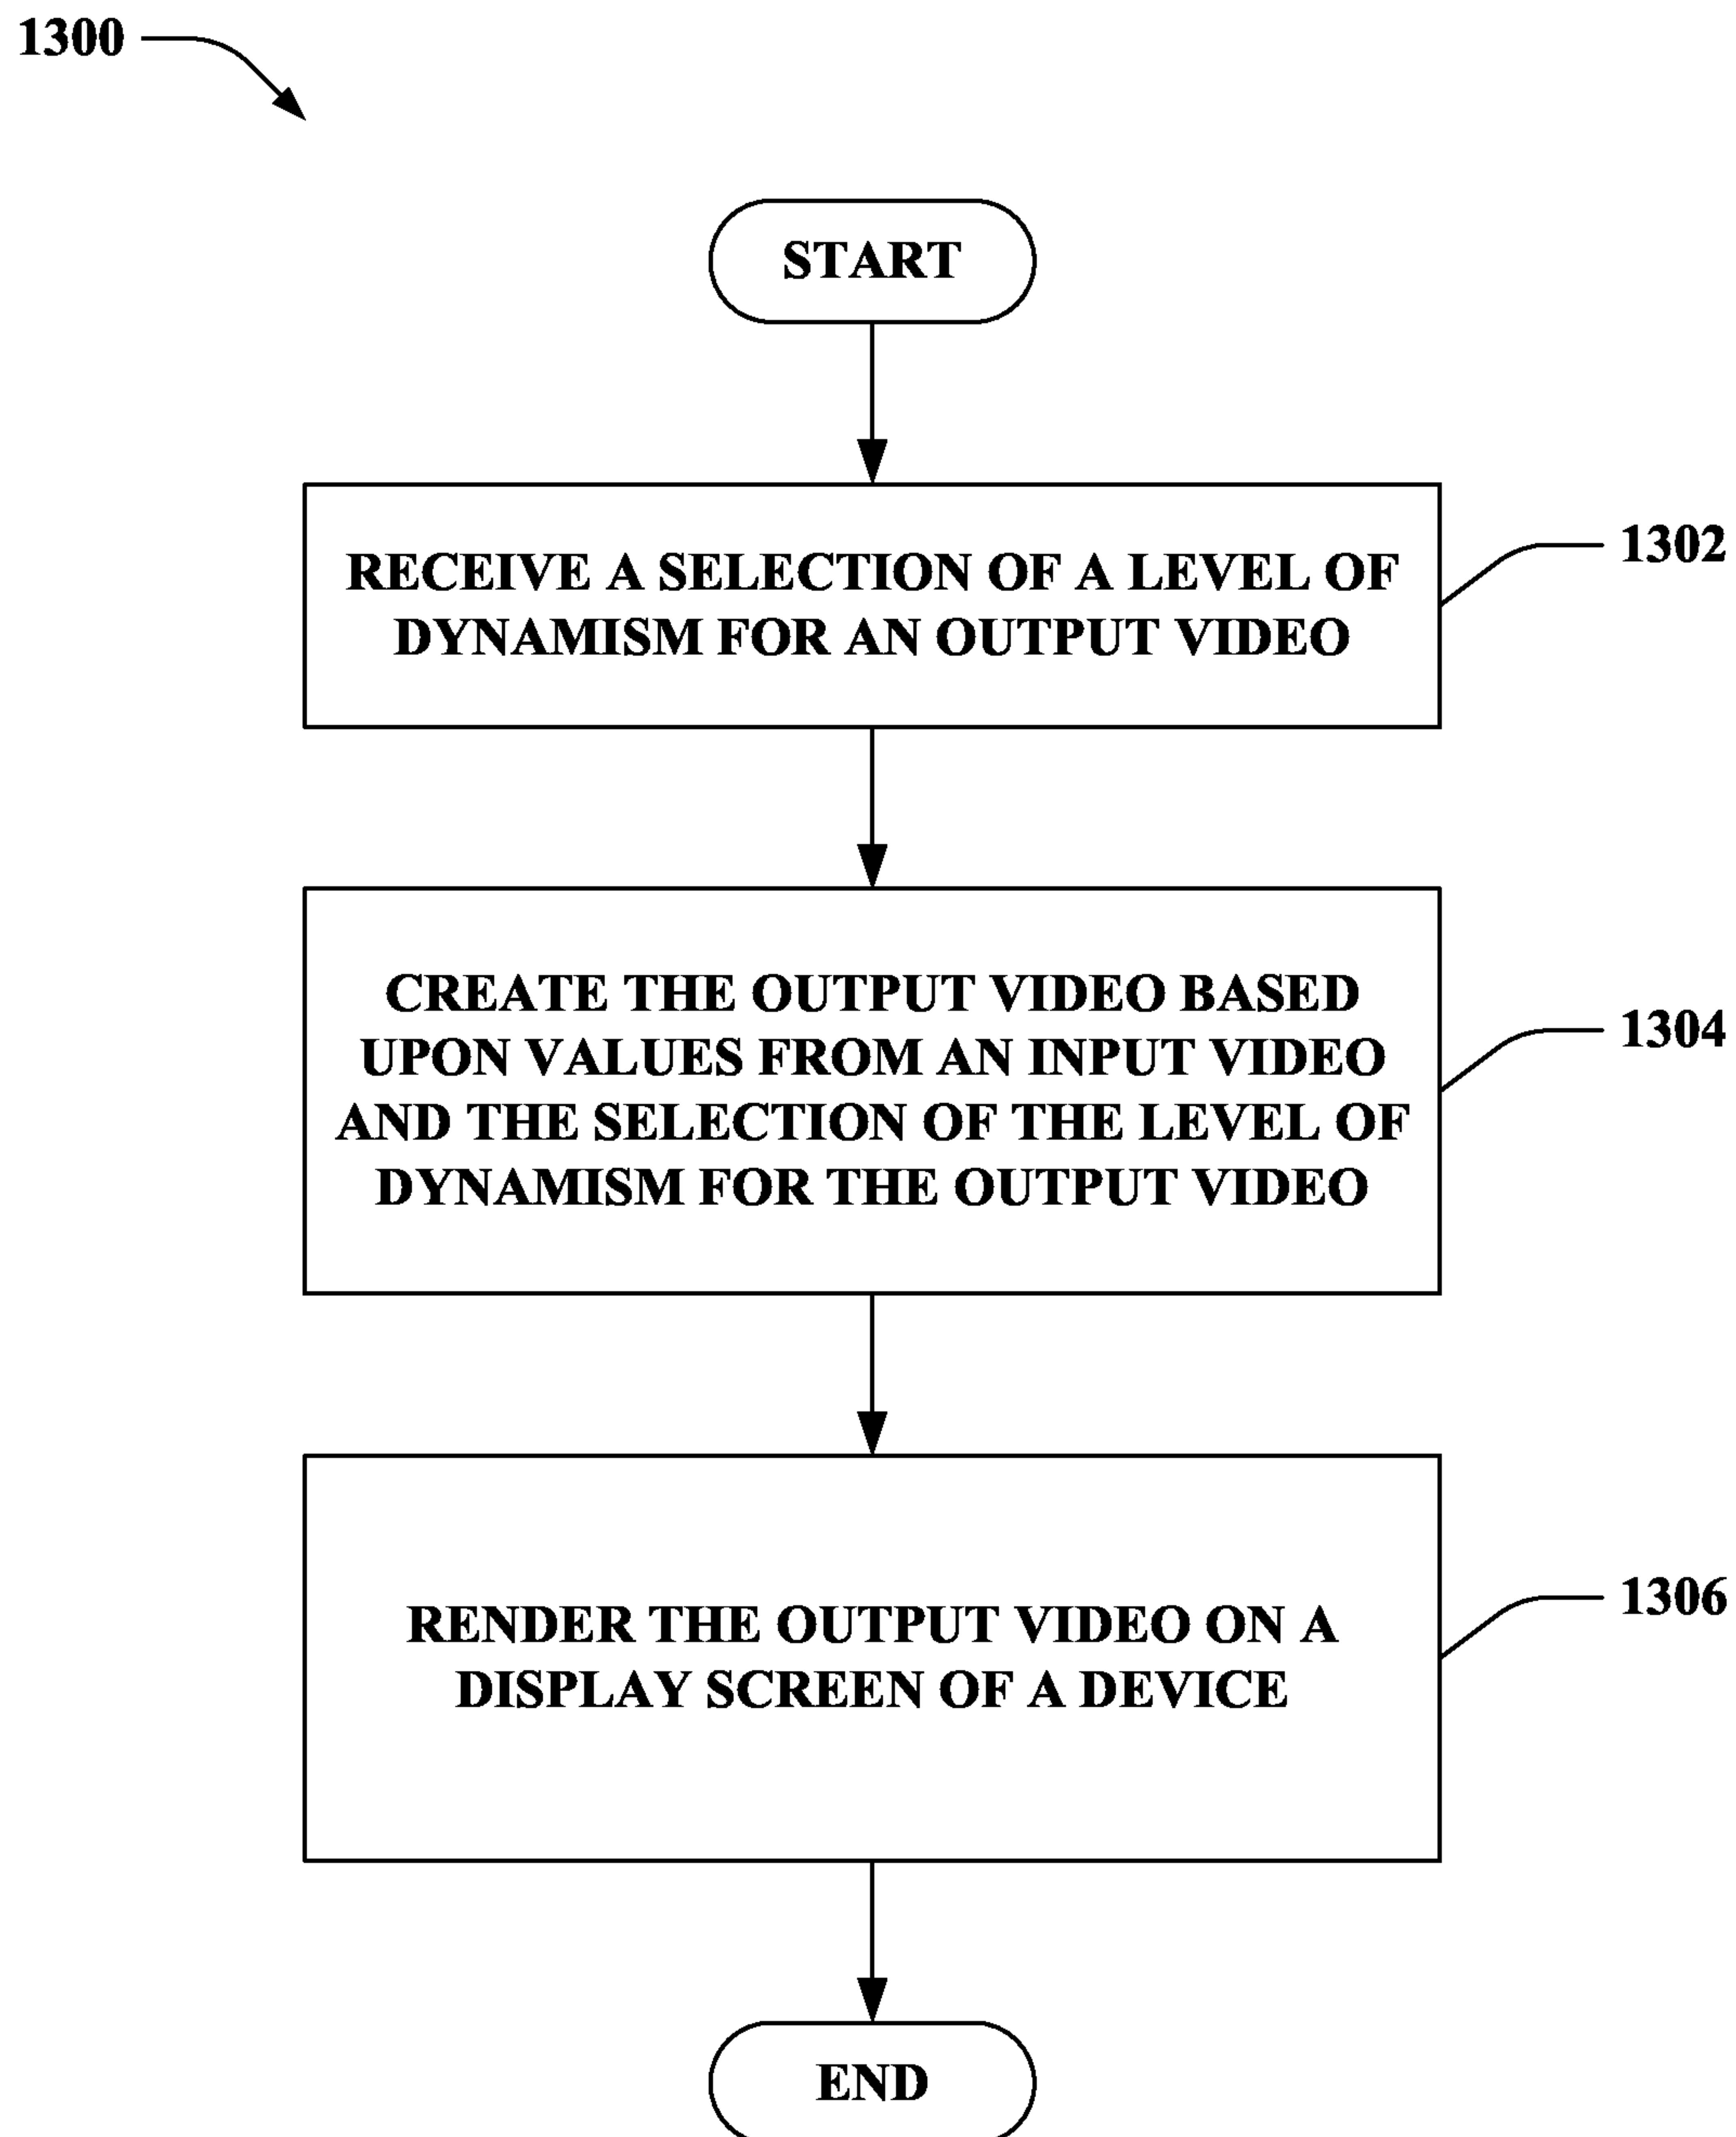 1300
START
RECEIVE A SELECTION OF A LEVEL OF
DYNAMISM FOR AN OUTPUT VIDEO
1302
CREATE THE OUTPUT VIDEO BASED
UPON VALUES FROM AN INPUT VIDEO
AND THE SELECTION OF THE LEVEL OF
DYNAMISM FOR THE OUTPUT VIDEO
1304
RENDER THE OUTPUT VIDEO ON A
DISPLAY SCREEN OF A DEVICE
1306
END